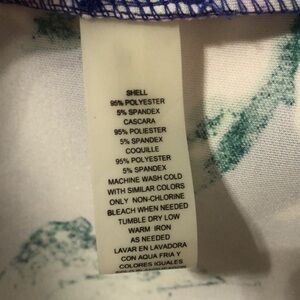 SHELL
95% POLYESTER
5% SPANDEX
CASCARA
95% POLIESTER
5% SPANDEX
COQUILLE
95% POLYESTER
5% SPANDEX
MACHINE WASH COLD
WITH SIMILAR COLORS
ONLY NON-CHLORINE
BLEACH WHEN NEEDED
TUMBLE DRY LOW
WARM IRON
AS NEEDED
LAVAR EN LAVADORA
CON AQUA FRIA Y
COLORES IGUALES